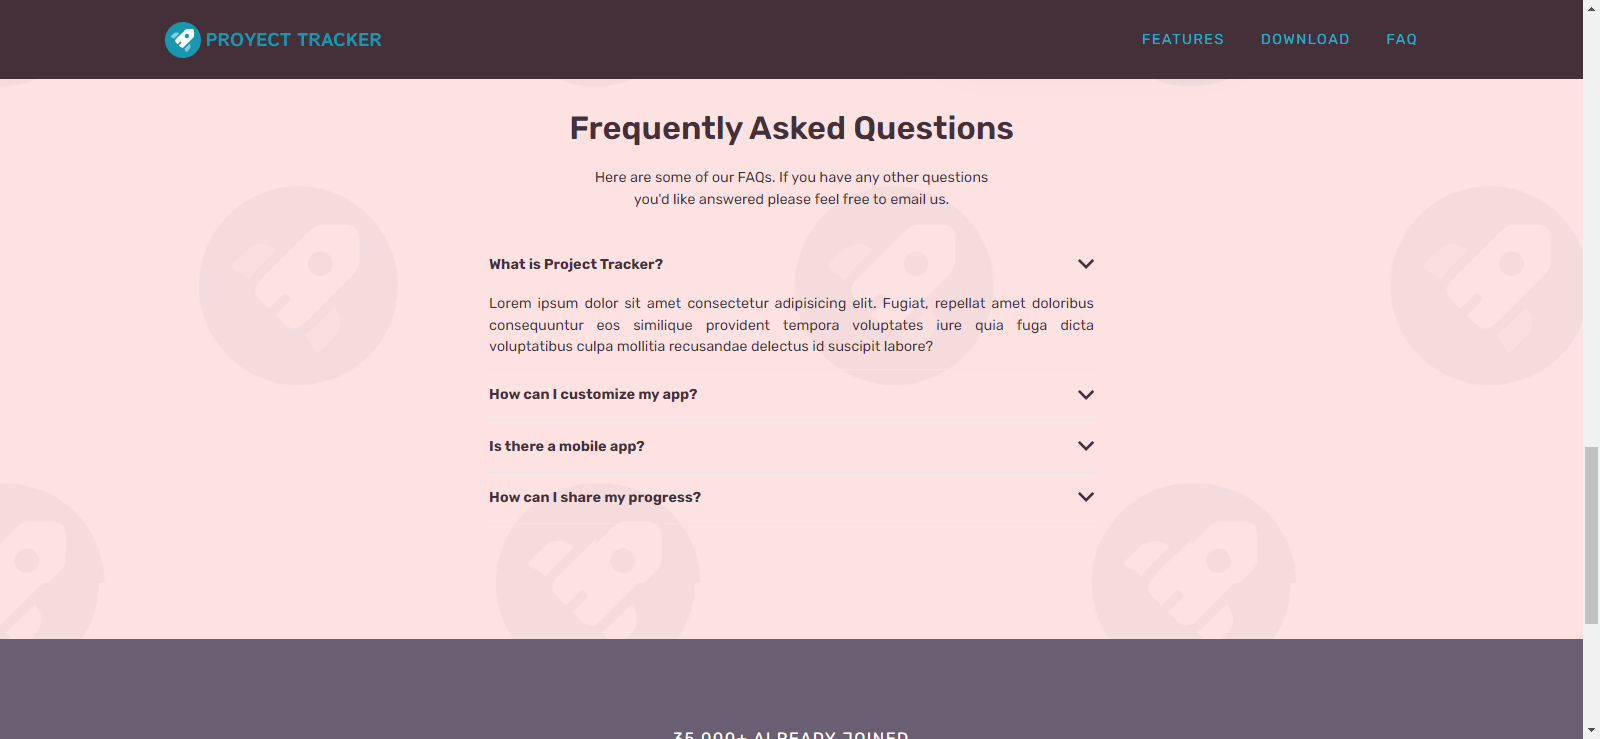 PROYECT TRACKER
FEATURES DOWNLOAD FAQ
Frequently Asked Questions
Here are some of our FAQs. If you have any other questions
you'd like answered please feel free to email us.
What is Project Tracker?
Lorem ipsum dolor sit amet consectetur adipisicing elit. Fugiat, repellat amet doloribus
consequuntur eos similique provident tempora voluptates iure quia fuga dicta
voluptatibus culpa mollitia recusandae delectus id suscipit labore?
How can I customize my app?
Is there a mobile app?
How can I share my progress?
35,000+ ALREADY JOINED